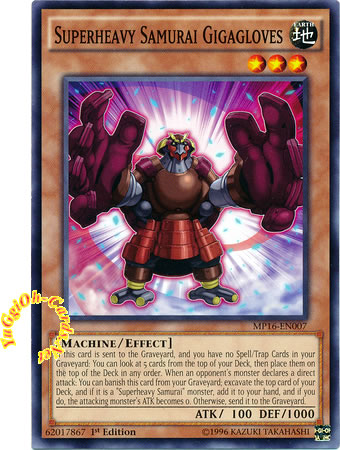 SUPERHEAVY SAMURAI GIGAGLOVES
EARTH
地
MP16-EN007
[MACHINE/EFFECT]
If this card is sent to the Graveyard, and you have no Spell/Trap Cards in your
Graveyard: You can look at 5 cards from the top of your Deck, then place them on
the top of the Deck in any order. When an opponent's monster declares a direct
attack: You can banish this card from your Graveyard; excavate the top card of your
Deck, and if it is a "Superheavy Samurai" monster, add it to your hand, and if you
do, the attacking monster's ATK becomes 0. Otherwise, send it to the Graveyard.
ATK/ 100 DEF/1000
62017867 1st Edition ©1996 KAZUKI TAKAHASHI